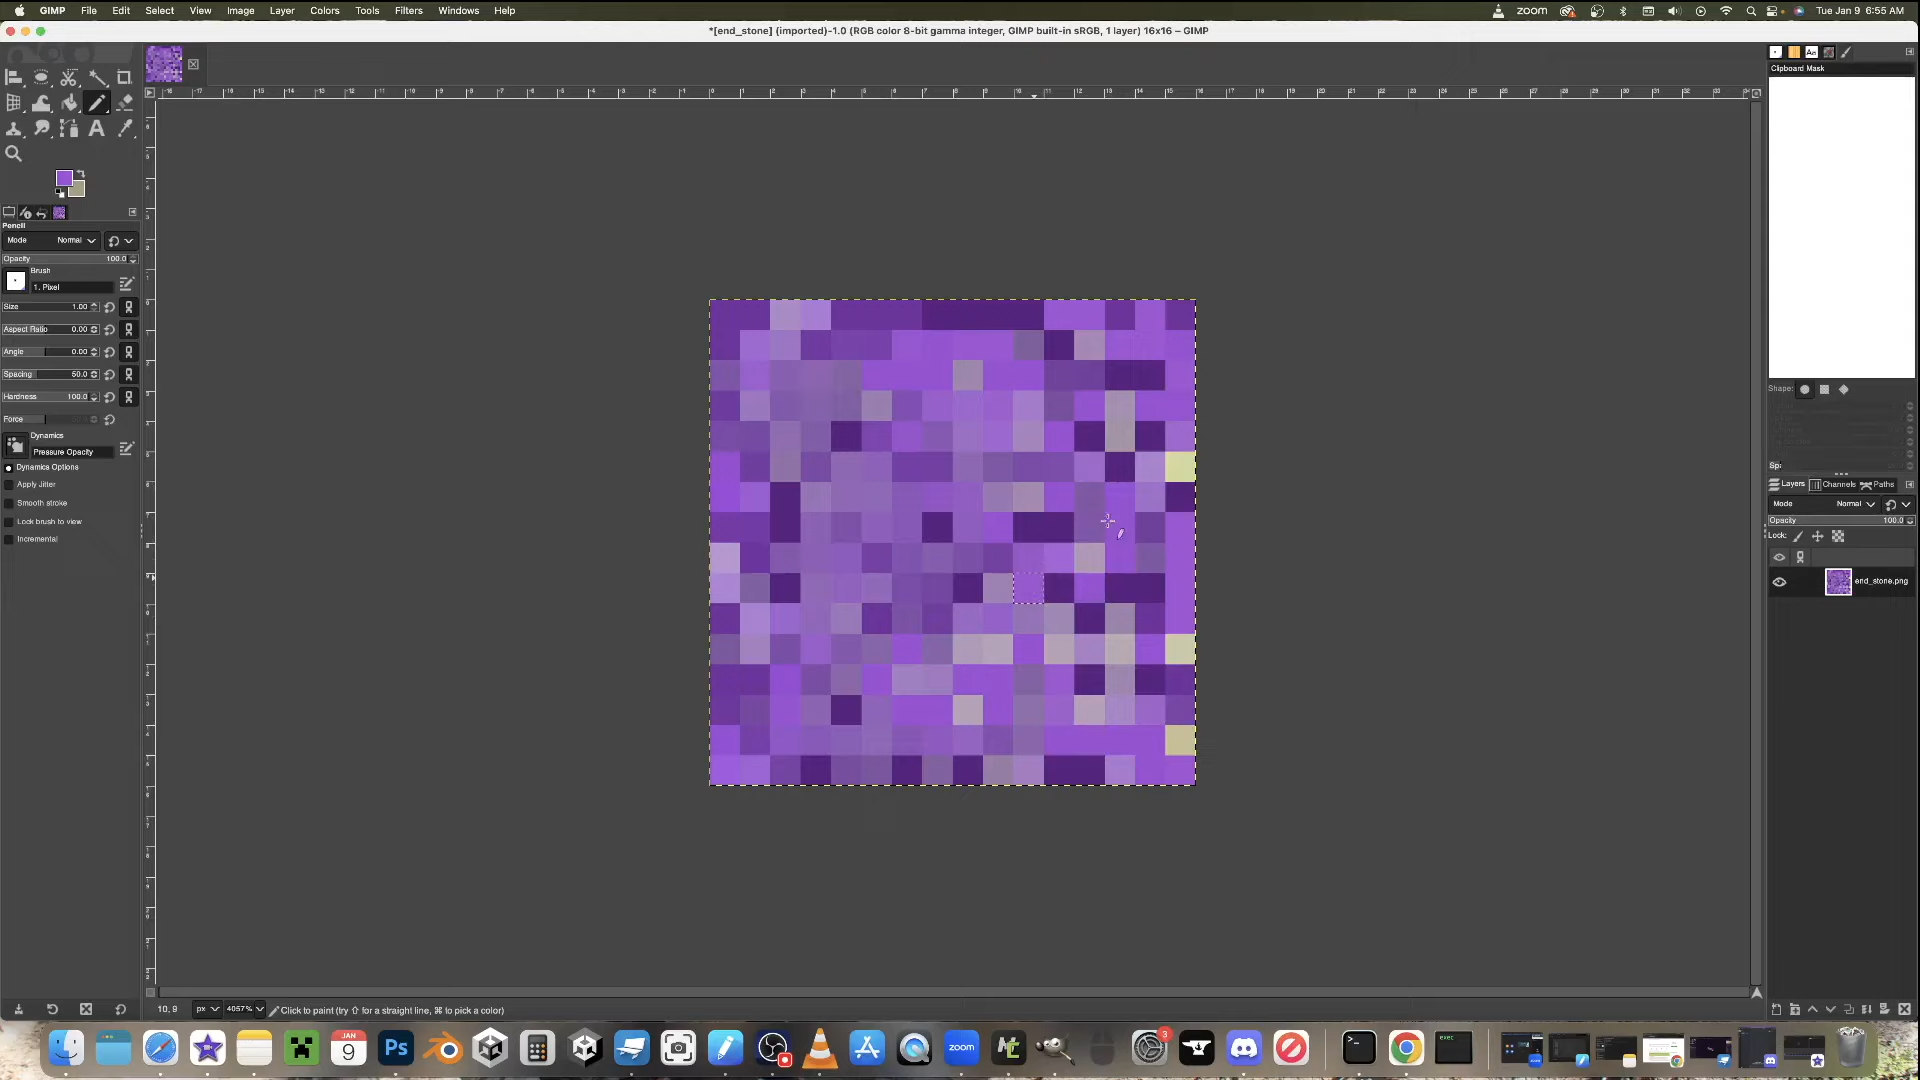 GIMP File Edit Select View Image Layer Colors Tools Filters Windows Help zoom Tue Jan 9 6:55 AM
*[end_stone] (imported)-1.0 (RGB color 8-bit gamma integer, GIMP built-in sRGB, 1 layer) 16x16 – GIMP
Clipboard Mask
Pencil
Mode Normal
Opacity 100.0
Brush
1. Pixel
Size 1.00
Aspect Ratio 0.00
Angle 0.00
Spacing 50.0
Hardness 100.0
Force
Dynamics
Pressure Opacity
Dynamics Options
Apply Jitter
Smooth stroke
Lock brush to view
Incremental
Shape:
Layers Channels Paths
Mode Normal
Opacity 100.0
Lock:
end_stone.png
10, 9 px 4057% Click to paint (try ⇧ for a straight line, ⌘ to pick a color)
JAN
9
Ps
zoom
3
exec